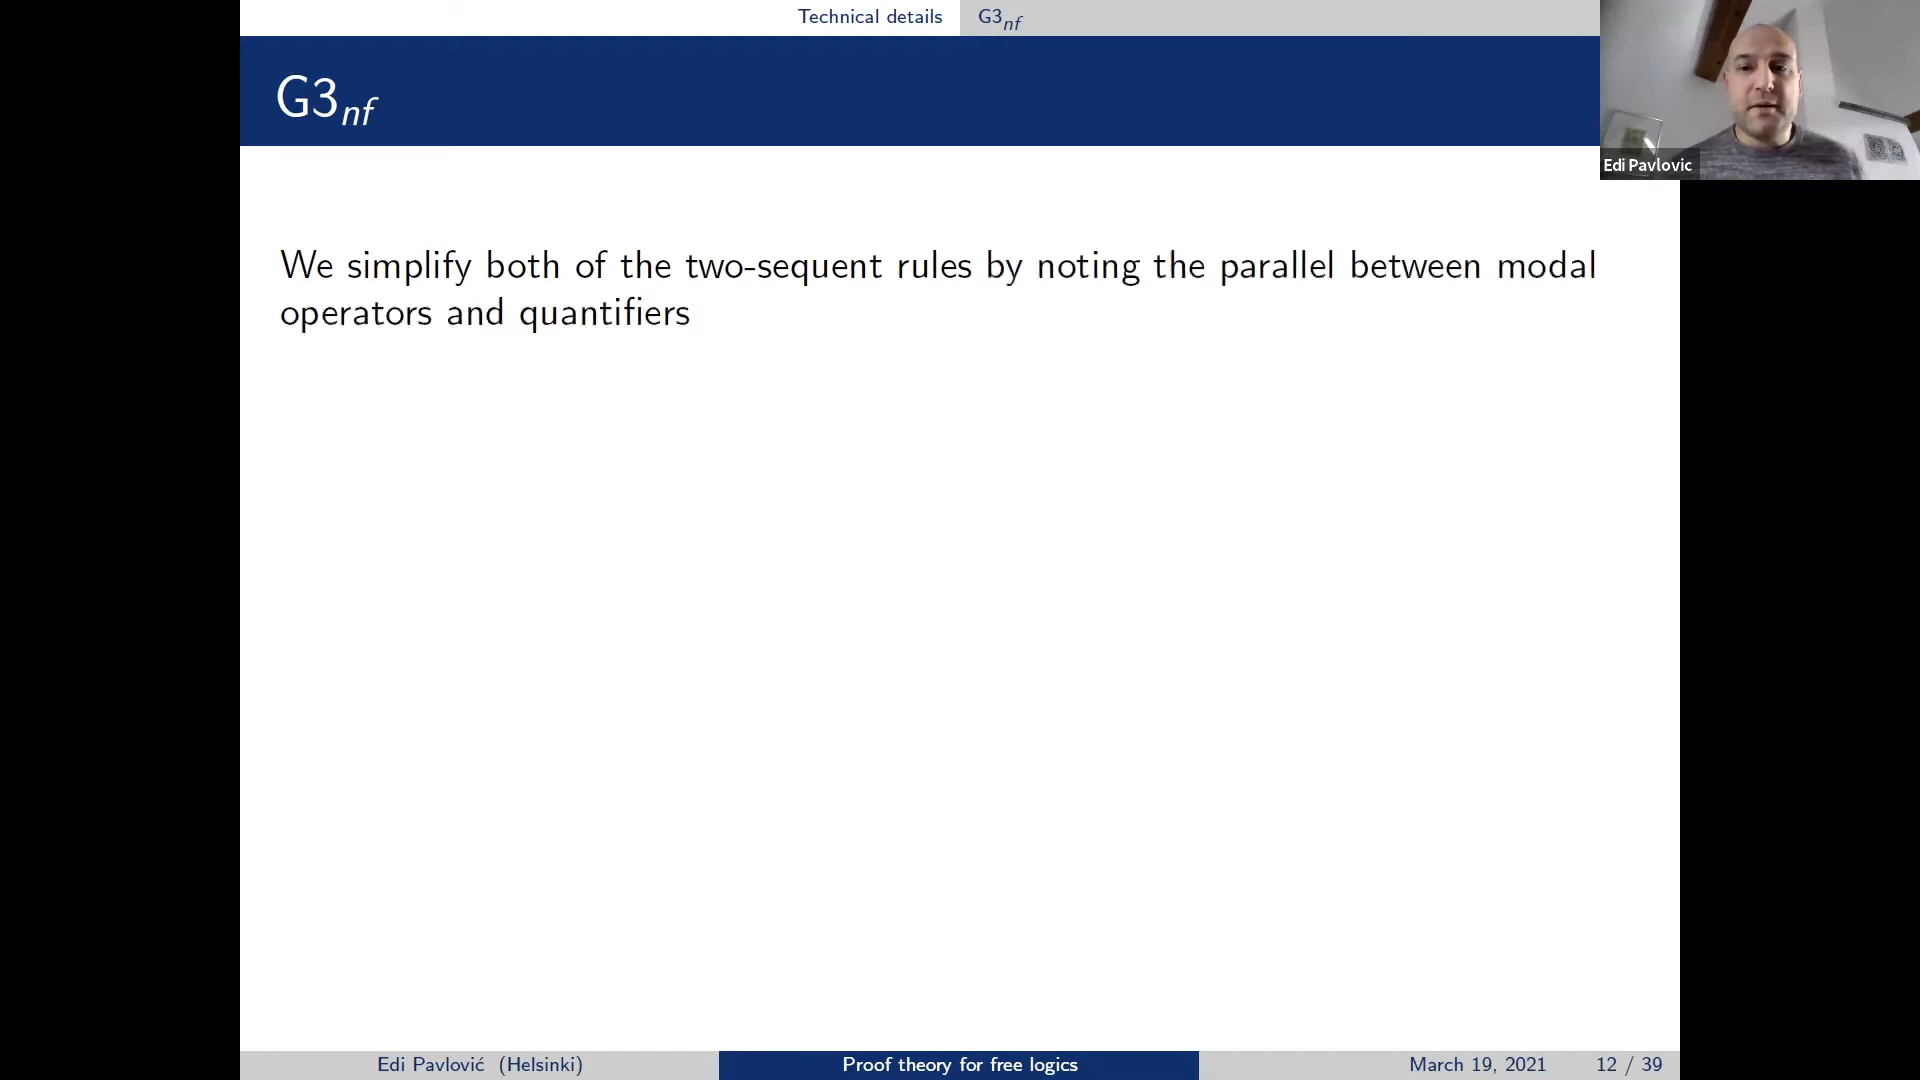 Technical details G3nf
G3nf
Edi Pavlovic
We simplify both of the two-sequent rules by noting the parallel between modal
operators and quantifiers
Edi Pavlović (Helsinki) Proof theory for free logics March 19, 2021 12 / 39